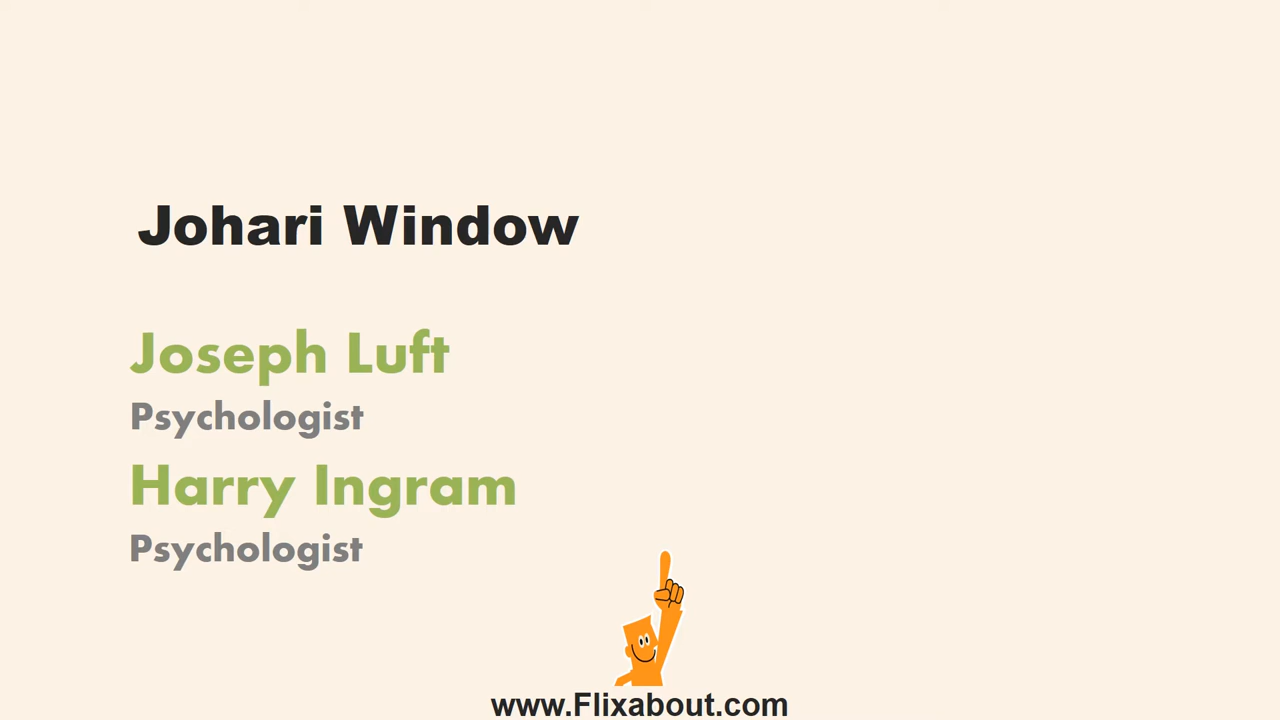 Johari Window
Joseph Luft
Psychologist
Harry Ingram
Psychologist
www.Flixabout.com